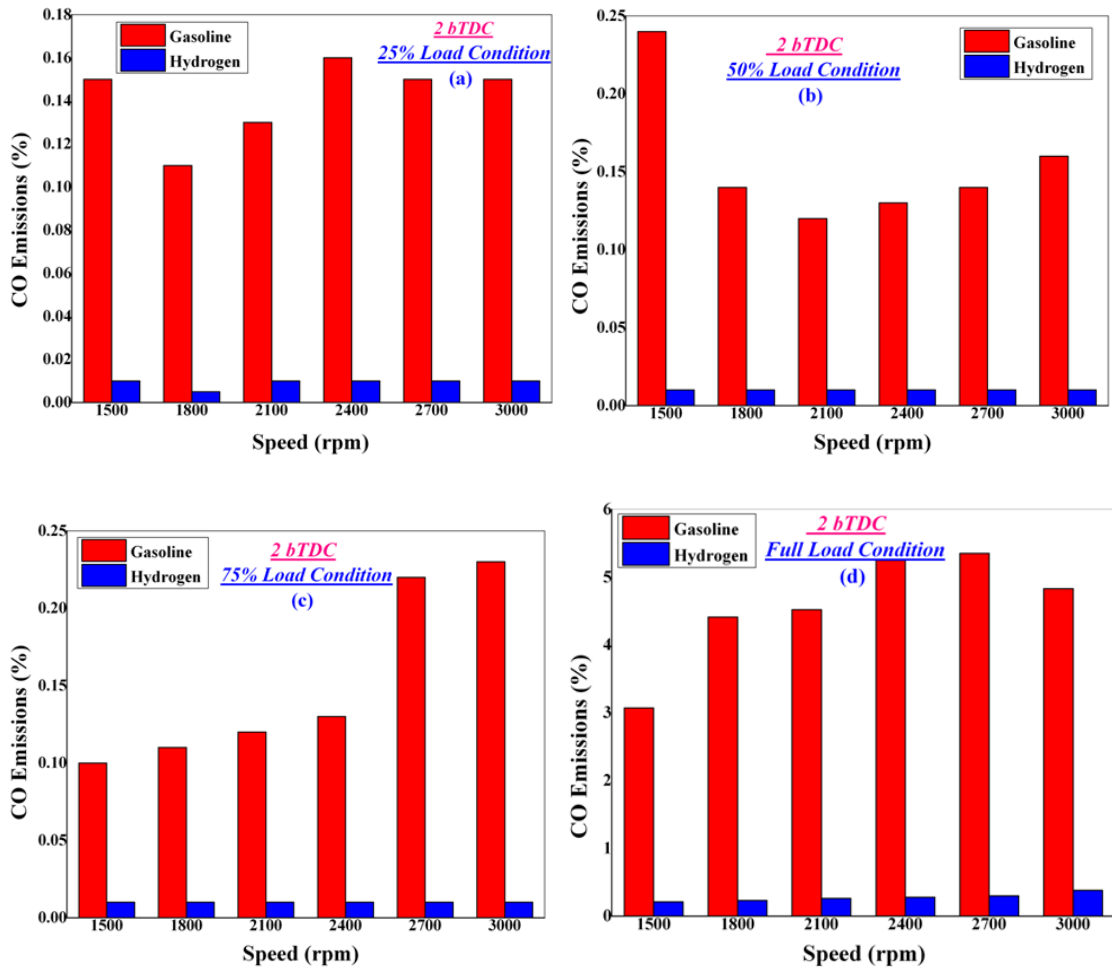 0.18
0.16
0.14
0.12
0.10
0.08
0.06
0.04
0.02
0.00
CO Emissions (%)
Gasoline
Hydrogen
2 bTDC
25% Load Condition
(a)
1500 1800 2100 2400 2700 3000
Speed (rpm)
0.25
0.20
0.15
0.10
0.05
0.00
CO Emissions (%)
2 bTDC
50% Load Condition
(b)
Gasoline
Hydrogen
1500 1800 2100 2400 2700 3000
Speed (rpm)
0.25
0.20
0.15
0.10
0.05
0.00
CO Emissions (%)
Gasoline
Hydrogen
2 bTDC
75% Load Condition
(c)
1500 1800 2100 2400 2700 3000
Speed (rpm)
6
5
4
3
2
1
0
CO Emissions (%)
Gasoline
Hydrogen
2 bTDC
Full Load Condition
(d)
1500 1800 2100 2400 2700 3000
Speed (rpm)